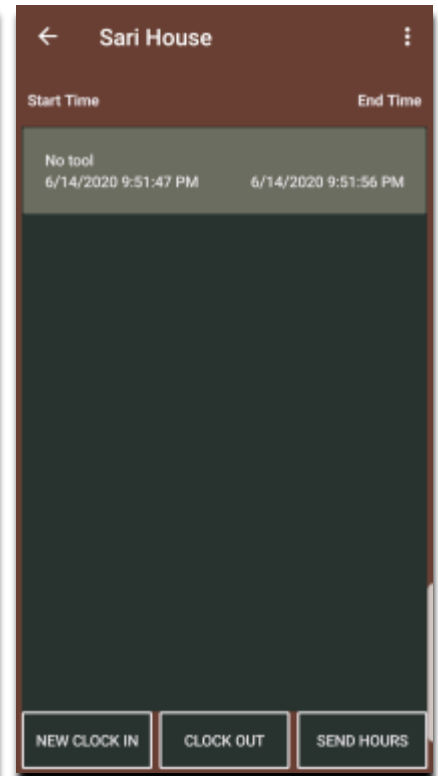 Sari House
Start Time End Time
No tool
6/14/2020 9:51:47 PM 6/14/2020 9:51:56 PM
NEW CLOCK IN CLOCK OUT SEND HOURS